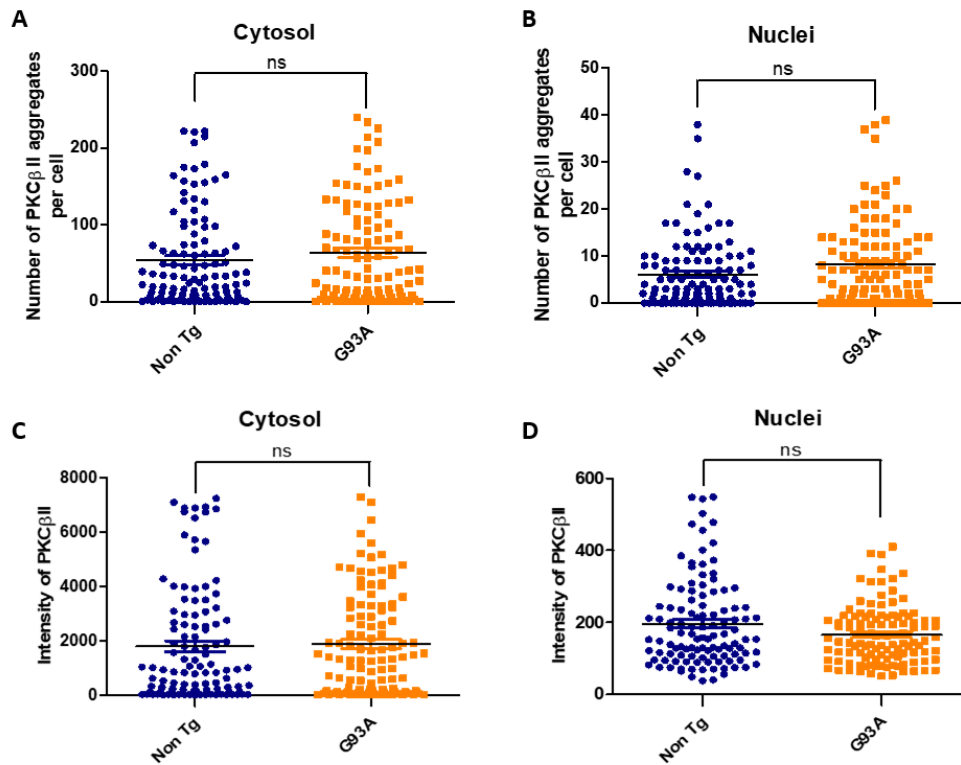 A
Cytosol
ns
Number of PKCβII aggregates
per cell
300
200
100
0
Non Tg
G93A
B
Nuclei
ns
Number of PKCβII aggregates
per cell
50
40
30
20
10
0
Non Tg
G93A
C
Cytosol
ns
Intensity of PKCβII
8000
6000
4000
2000
0
Non Tg
G93A
D
Nuclei
ns
Intensity of PKCβII
600
400
200
0
Non Tg
G93A